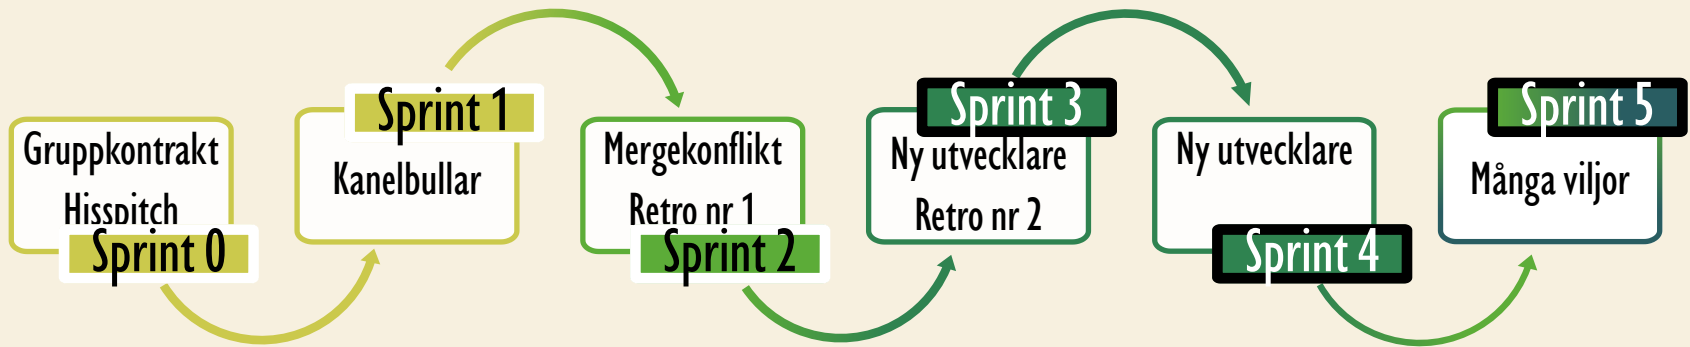 Gruppkontrakt
Hisspitch
Sprint 0
Sprint 1
Kanelbullar
Mergekonflikt
Retro nr 1
Sprint 2
Sprint 3
Ny utvecklare
Retro nr 2
Ny utvecklare
Sprint 4
Sprint 5
Många viljor